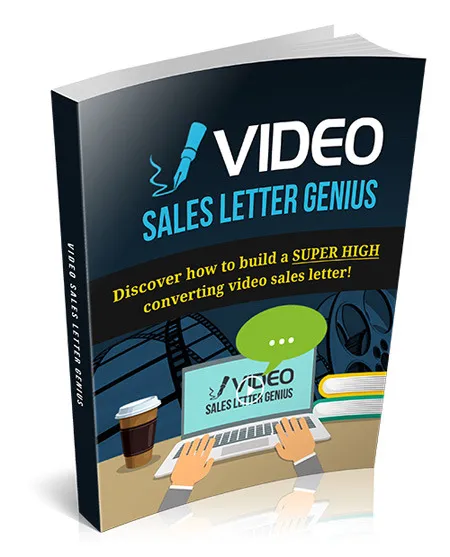 VIDEO
SALES LETTER GENIUS
Discover how to build a SUPER HIGH
converting video sales letter!
VIDEO
SALES LETTER GENIUS
VIDEO SALES LETTER GENIUS